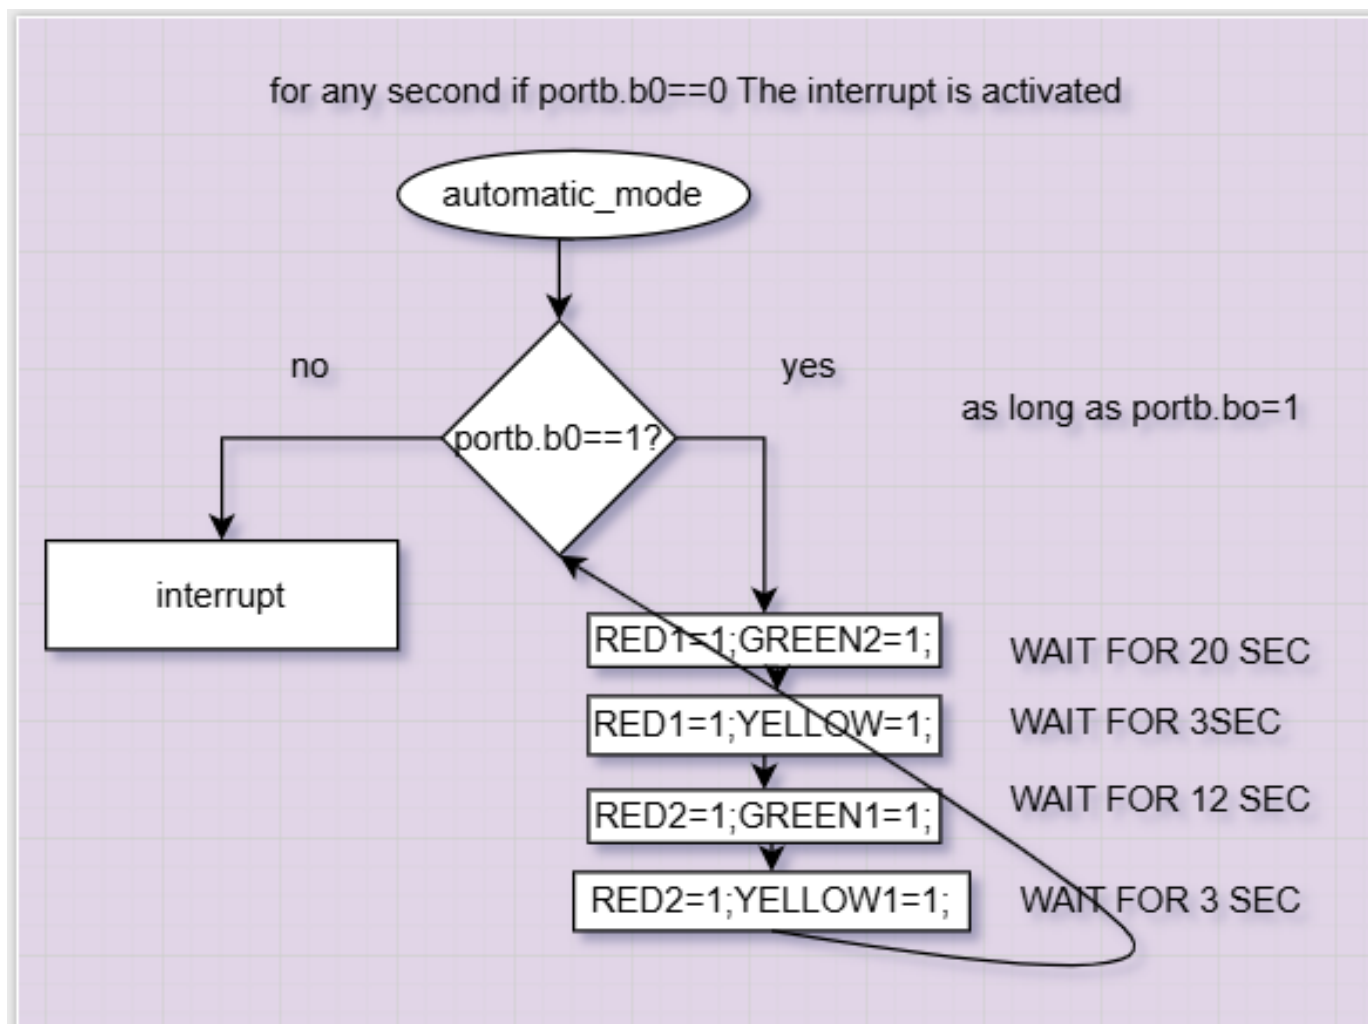 for any second if portb.b0==0 The interrupt is activated
automatic_mode
no
yes
as long as portb.bo=1
portb.b0==1?
interrupt
RED1=1;GREEN2=1;
WAIT FOR 20 SEC
RED1=1;YELLOW=1;
WAIT FOR 3SEC
RED2=1;GREEN1=1;
WAIT FOR 12 SEC
RED2=1;YELLOW1=1;
WAIT FOR 3 SEC